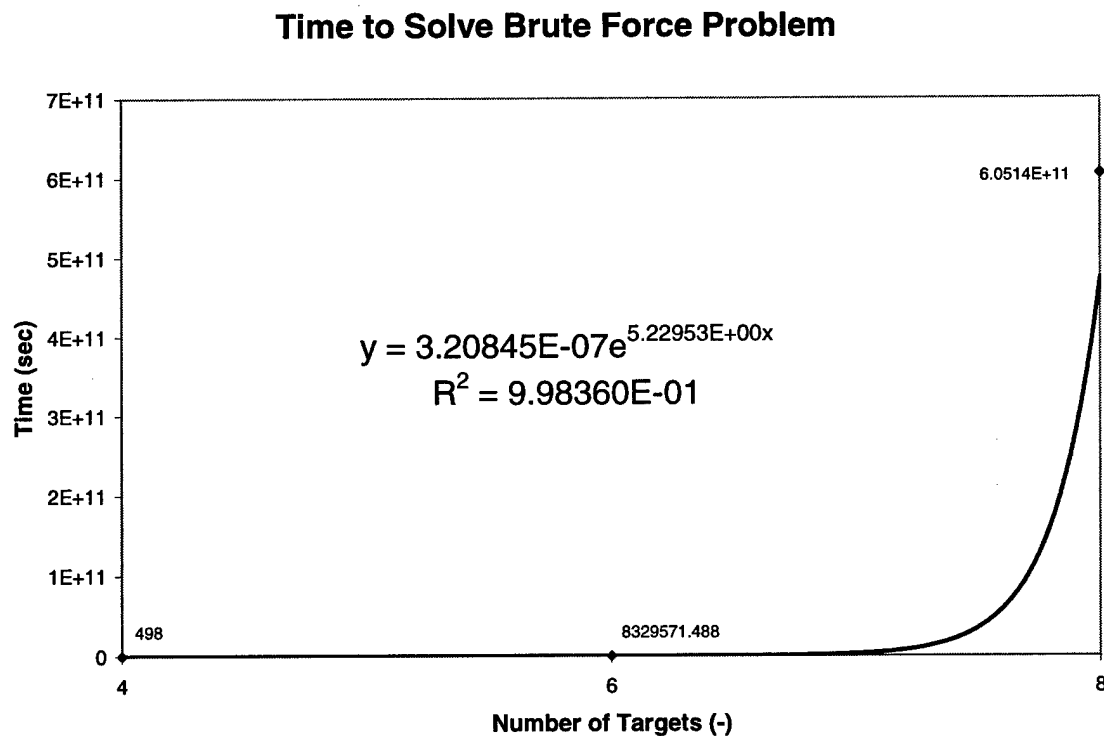 Time to Solve Brute Force Problem
7E+11
6E+11
5E+11
4E+11
3E+11
2E+11
1E+11
0
Time (sec)
6.0514E+11
y = 3.20845E-07e^5.22953E+00x
R^2 = 9.98360E-01
498
8329571.488
4
6
8
Number of Targets (-)